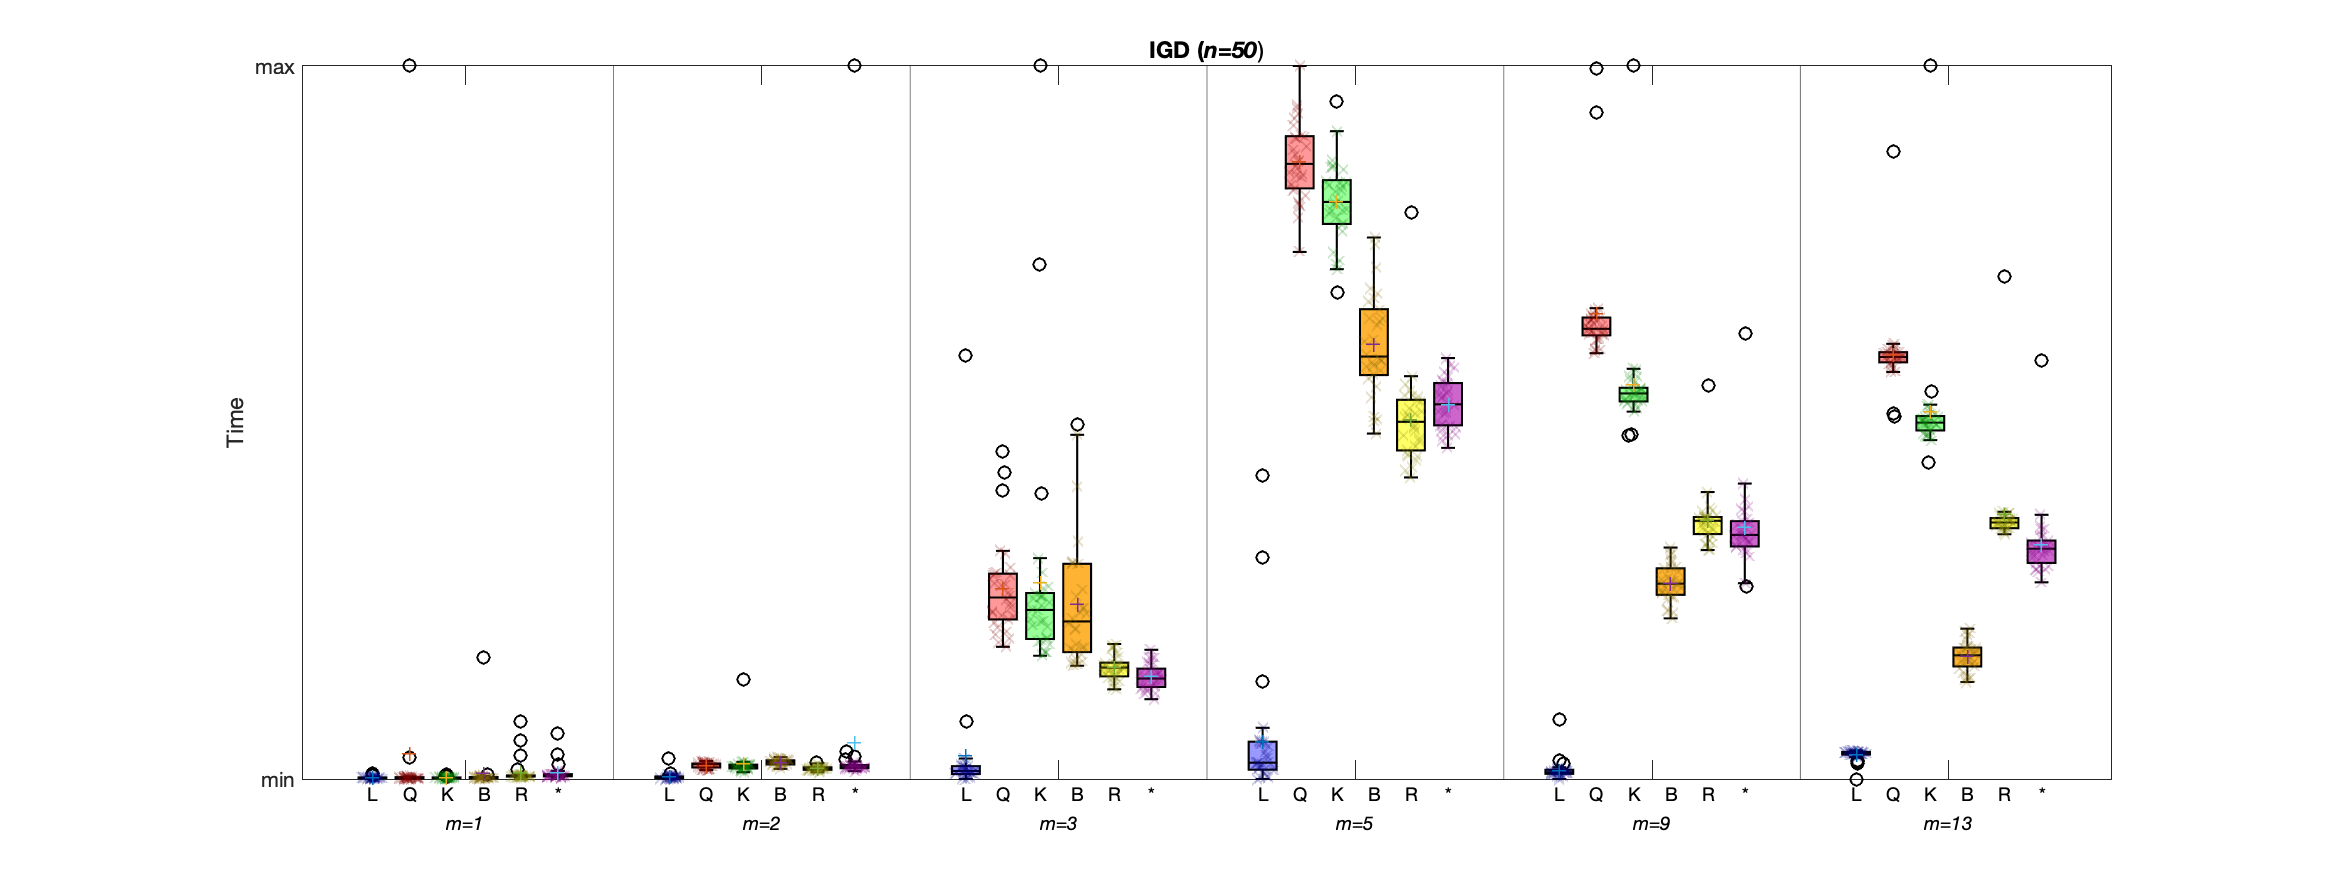 IGD (n=50)
max
Time
min
L Q K B R * L Q K B R * L Q K B R * L Q K B R * L Q K B R * L Q K B R *
m=1 m=2 m=3 m=5 m=9 m=13